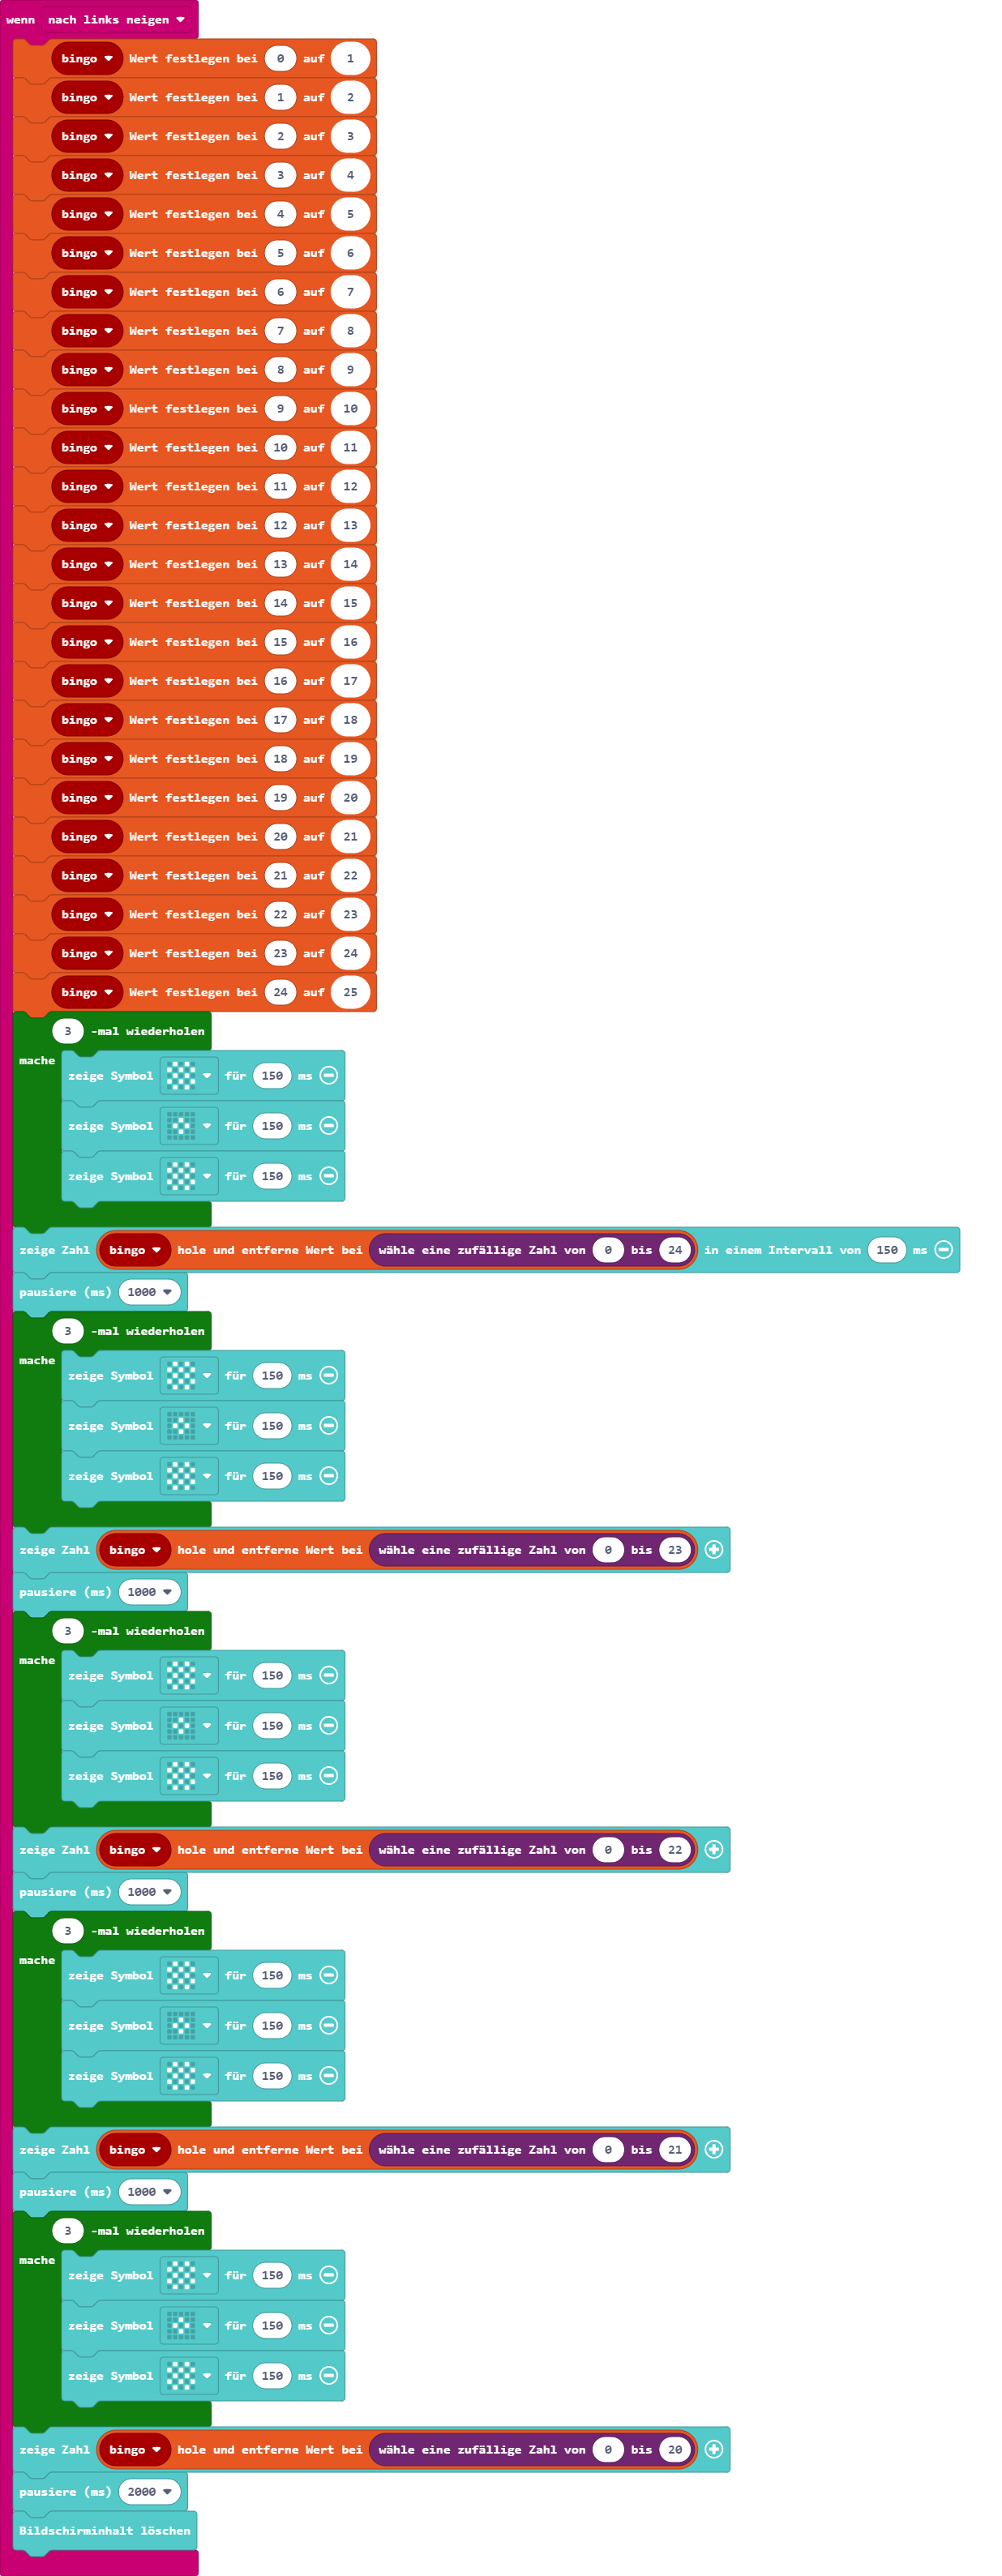 wenn nach links neigen
bingo Wert festlegen bei 0 auf 1
bingo Wert festlegen bei 1 auf 2
bingo Wert festlegen bei 2 auf 3
bingo Wert festlegen bei 3 auf 4
bingo Wert festlegen bei 4 auf 5
bingo Wert festlegen bei 5 auf 6
bingo Wert festlegen bei 6 auf 7
bingo Wert festlegen bei 7 auf 8
bingo Wert festlegen bei 8 auf 9
bingo Wert festlegen bei 9 auf 10
bingo Wert festlegen bei 10 auf 11
bingo Wert festlegen bei 11 auf 12
bingo Wert festlegen bei 12 auf 13
bingo Wert festlegen bei 13 auf 14
bingo Wert festlegen bei 14 auf 15
bingo Wert festlegen bei 15 auf 16
bingo Wert festlegen bei 16 auf 17
bingo Wert festlegen bei 17 auf 18
bingo Wert festlegen bei 18 auf 19
bingo Wert festlegen bei 19 auf 20
bingo Wert festlegen bei 20 auf 21
bingo Wert festlegen bei 21 auf 22
bingo Wert festlegen bei 22 auf 23
bingo Wert festlegen bei 23 auf 24
bingo Wert festlegen bei 24 auf 25
3 -mal wiederholen
mache
zeige Symbol für 150 ms
zeige Symbol für 150 ms
zeige Symbol für 150 ms
zeige Zahl bingo hole und entferne Wert bei wähle eine zufällige Zahl von 0 bis 24 in einem Intervall von 150 ms
pausiere (ms) 1000
3 -mal wiederholen
mache
zeige Symbol für 150 ms
zeige Symbol für 150 ms
zeige Symbol für 150 ms
zeige Zahl bingo hole und entferne Wert bei wähle eine zufällige Zahl von 0 bis 23
pausiere (ms) 1000
3 -mal wiederholen
mache
zeige Symbol für 150 ms
zeige Symbol für 150 ms
zeige Symbol für 150 ms
zeige Zahl bingo hole und entferne Wert bei wähle eine zufällige Zahl von 0 bis 22
pausiere (ms) 1000
3 -mal wiederholen
mache
zeige Symbol für 150 ms
zeige Symbol für 150 ms
zeige Symbol für 150 ms
zeige Zahl bingo hole und entferne Wert bei wähle eine zufällige Zahl von 0 bis 21
pausiere (ms) 1000
3 -mal wiederholen
mache
zeige Symbol für 150 ms
zeige Symbol für 150 ms
zeige Symbol für 150 ms
zeige Zahl bingo hole und entferne Wert bei wähle eine zufällige Zahl von 0 bis 20
pausiere (ms) 2000
Bildschirminhalt löschen